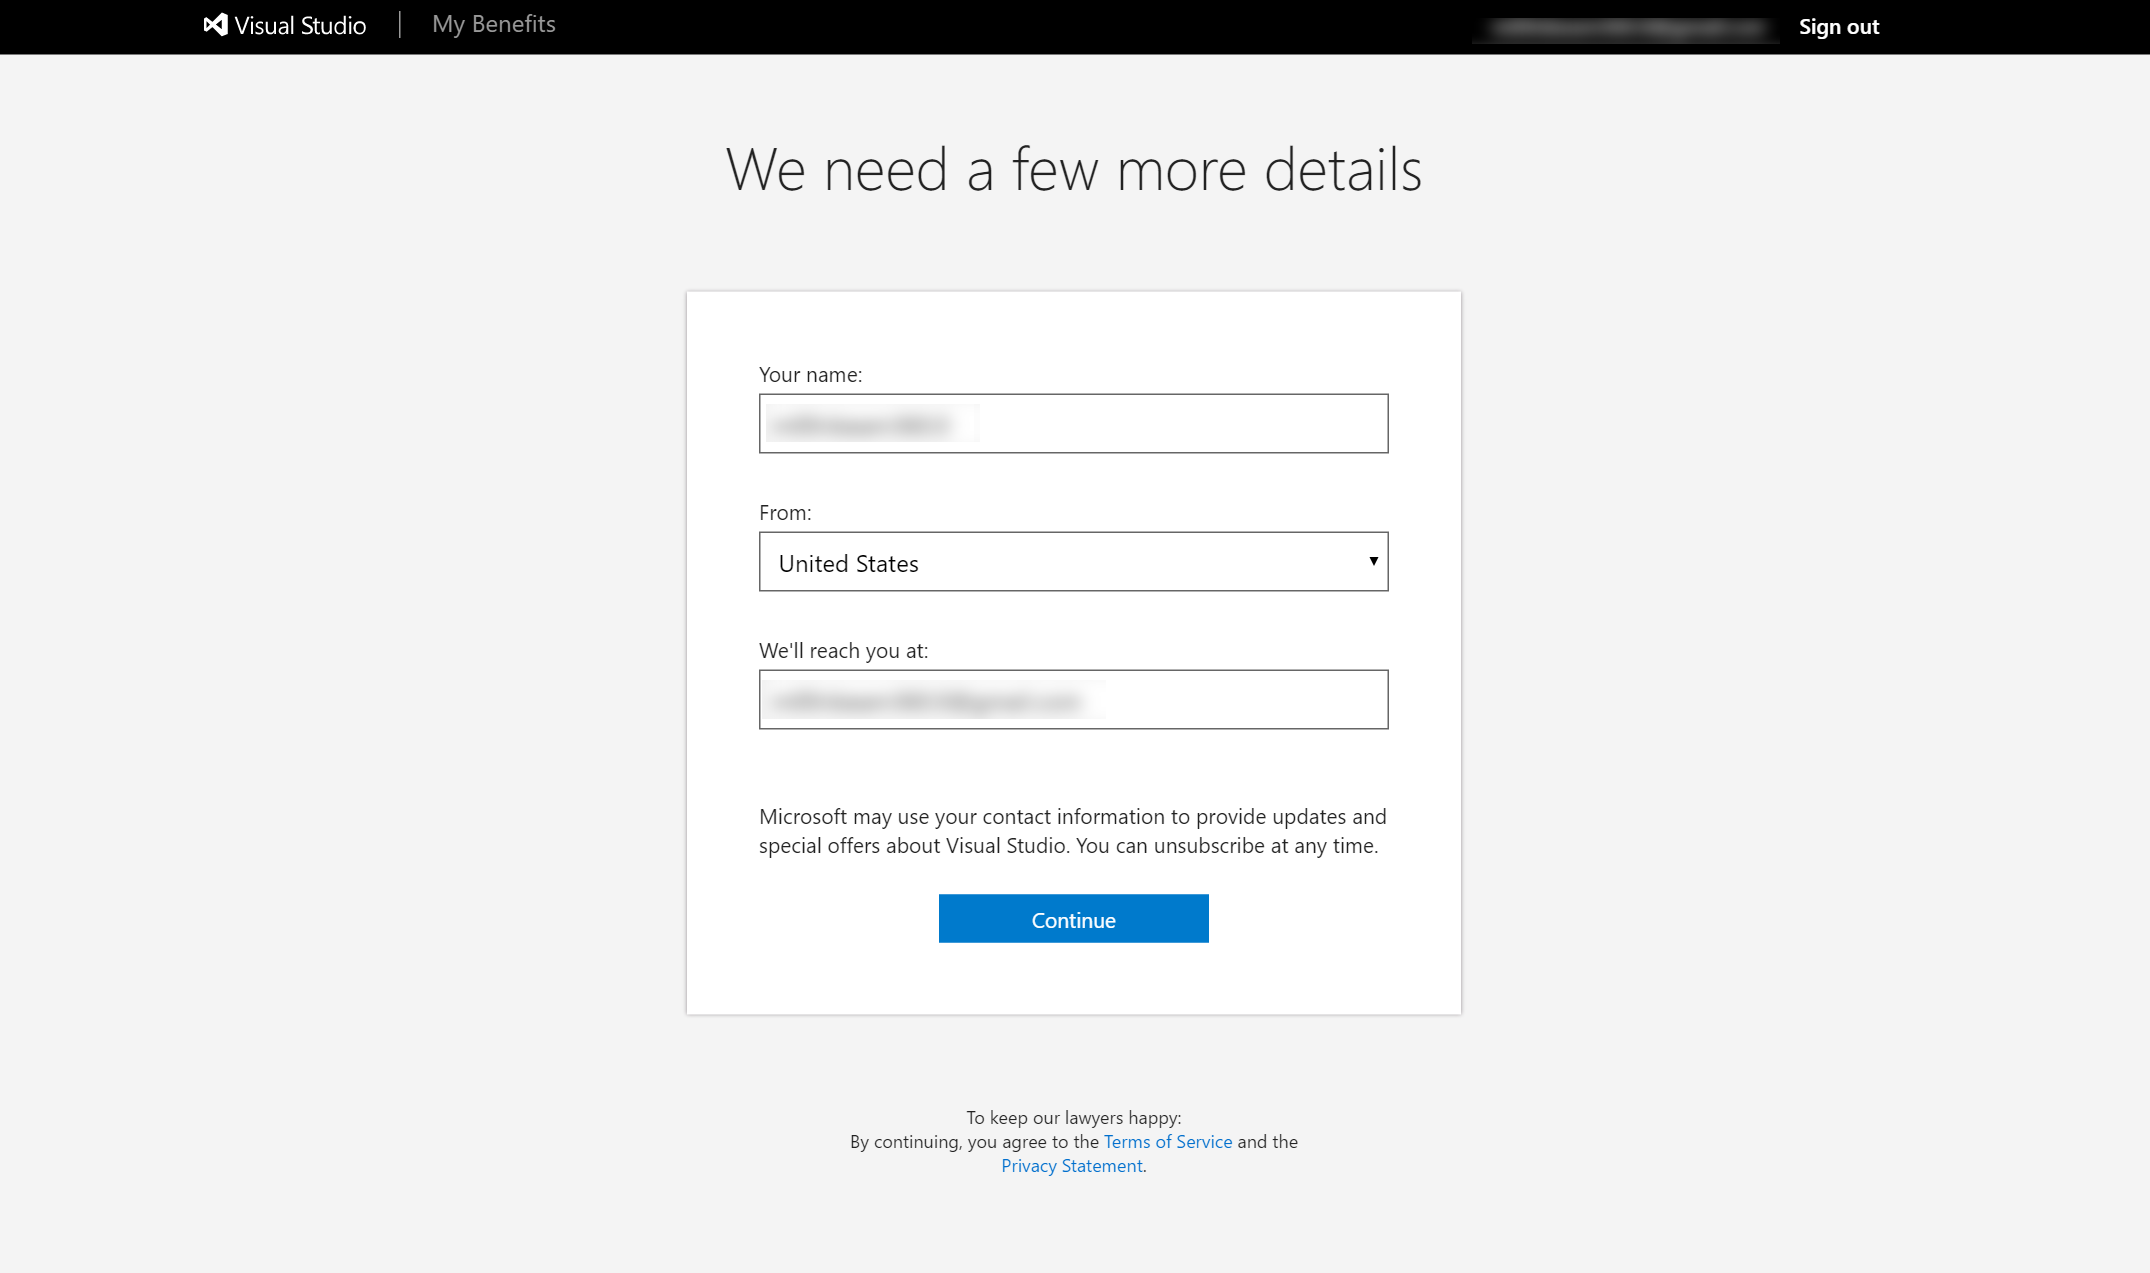 Visual Studio | My Benefits
Sign out
We need a few more details
Your name:
From:
United States
We'll reach you at:
Microsoft may use your contact information to provide updates and
special offers about Visual Studio. You can unsubscribe at any time.
Continue
To keep our lawyers happy:
By continuing, you agree to the Terms of Service and the
Privacy Statement.